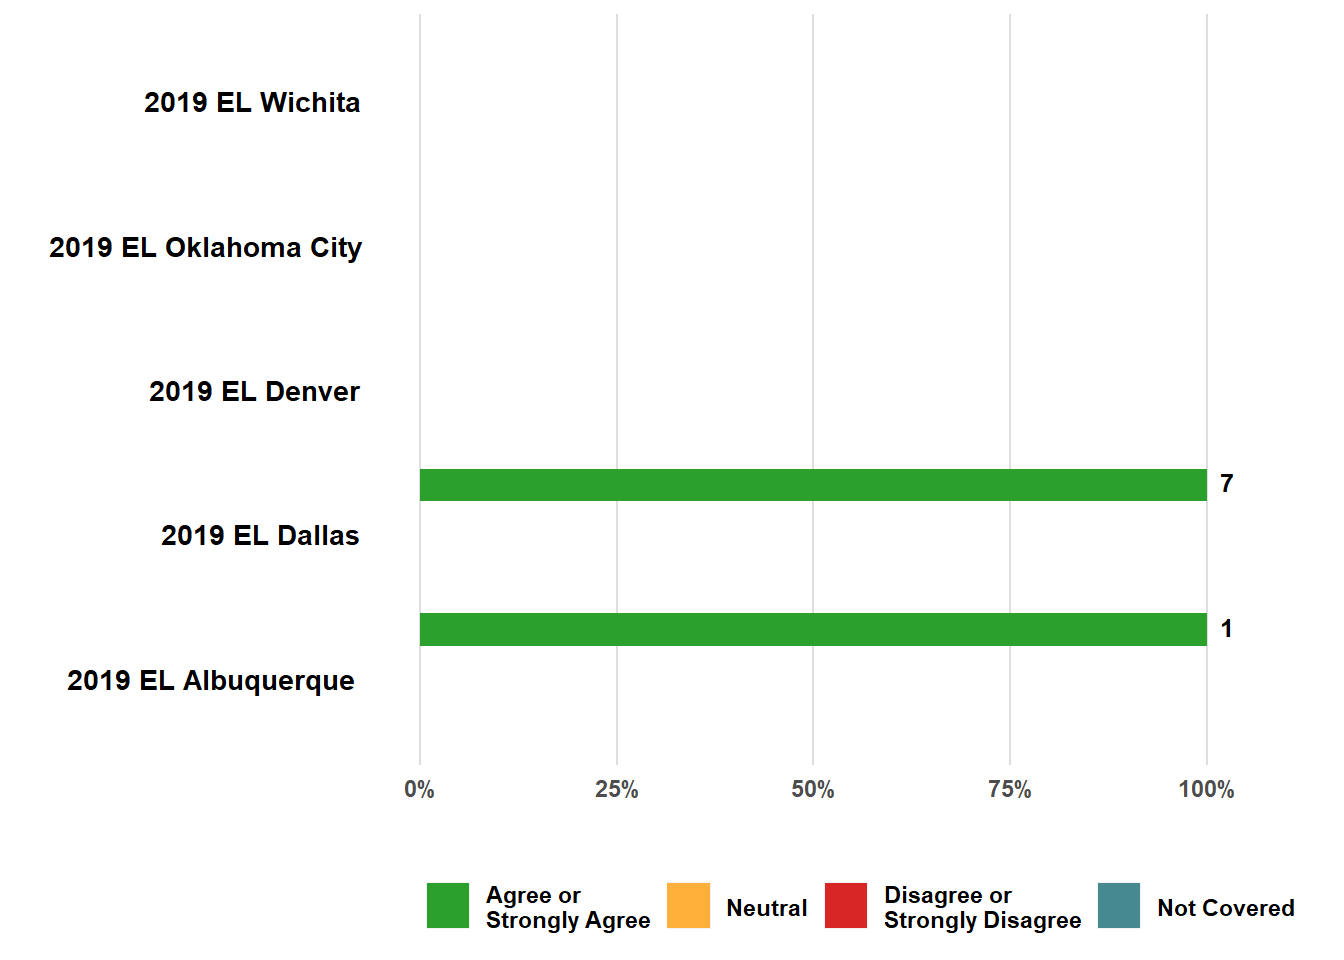 2019 EL Wichita
2019 EL Oklahoma City
2019 EL Denver
7
2019 EL Dallas
1
2019 EL Albuquerque
0% 25% 50% 75% 100%
Agree or
Strongly Agree
Neutral
Disagree or
Strongly Disagree
Not Covered